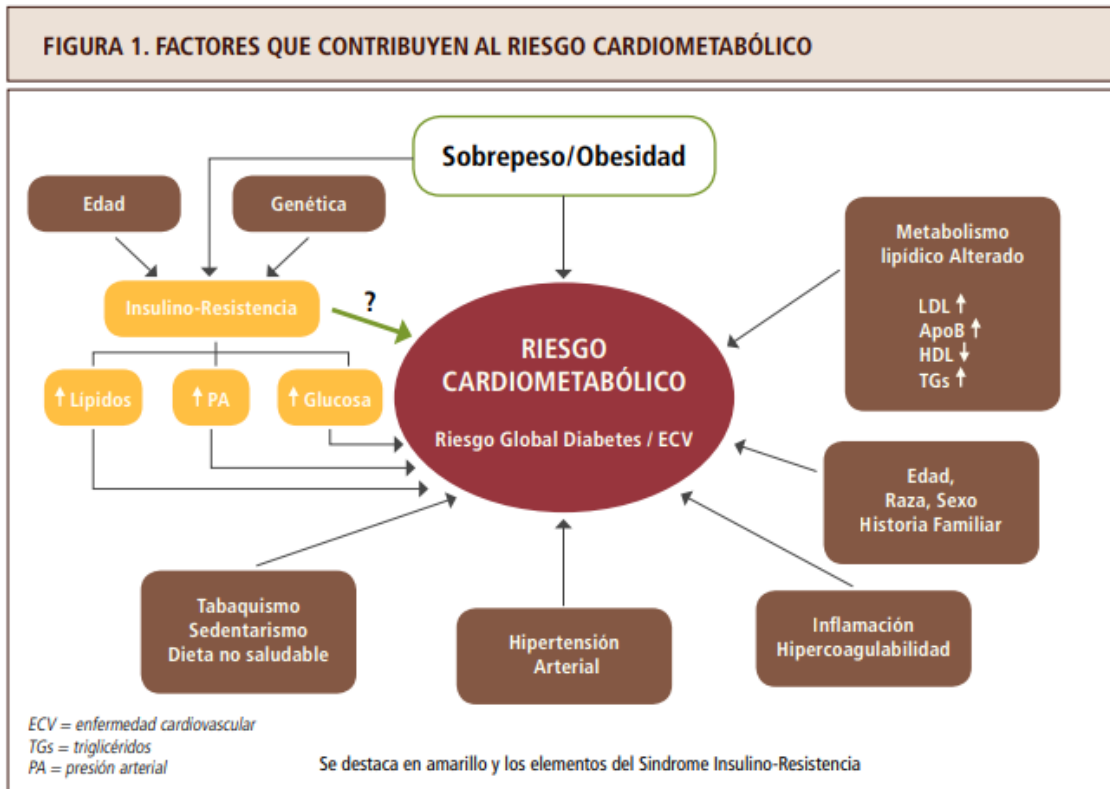 FIGURA 1. FACTORES QUE CONTRIBUYEN AL RIESGO CARDIOMETABÓLICO
Sobrepeso/Obesidad
Edad
Genética
Insulino-Resistencia
?
↑ Lípidos
↑ PA
↑ Glucosa
RIESGO
CARDIOMETABÓLICO
Riesgo Global Diabetes / ECV
Metabolismo
lipídico Alterado
LDL ↑
ApoB ↑
HDL ↓
TGs ↑
Edad,
Raza, Sexo
Historia Familiar
Tabaquismo
Sedentarismo
Dieta no saludable
Hipertensión
Arterial
Inflamación
Hipercoagulabilidad
ECV = enfermedad cardiovascular
TGs = triglicéridos
PA = presión arterial
Se destaca en amarillo y los elementos del Sindrome Insulino-Resistencia